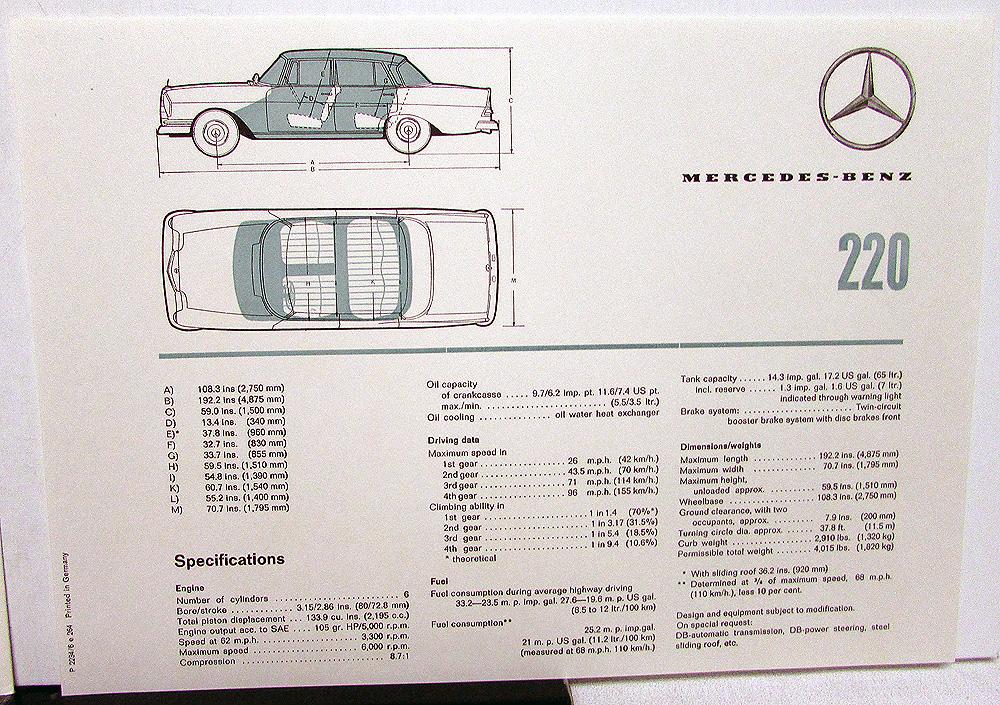 C
D
E
G
F
A
B
MERCEDES-BENZ
220
H
K
M
A) 108.3 ins (2,750 mm)
B) 192.2 ins (4,875 mm)
C) 59.0 ins. (1,500 mm)
D) 13.4 ins. (340 mm)
E)* 37.8 ins. (960 mm)
F) 32.7 ins. (830 mm)
G) 33.7 ins. (855 mm)
H) 59.5 ins. (1,510 mm)
I) 54.8 ins. (1,390 mm)
K) 60.7 ins. (1,540 mm)
L) 55.2 ins. (1,400 mm)
M) 70.7 ins. (1,795 mm)
Specifications
Engine
Number of cylinders . . . . . . . . . . . . . . . . . . . . . . 6
Bore/stroke . . . . . . . . . . 3.15/2.86 ins. (80/72.8 mm)
Total piston displacement . . . . 133.9 cu. ins. (2,195 c.c.)
Engine output acc. to SAE . . . . 105 gr. HP/5,000 r.p.m.
Speed at 62 m.p.h. . . . . . . . . . . . . . . . 3,300 r.p.m.
Maximum speed . . . . . . . . . . . . . . . . 6,000 r.p.m.
Compression . . . . . . . . . . . . . . . . . . . . . . 8.7:1
P 2234/6 e 264 Printed in Germany
Oil capacity
of crankcasse . . . . . 9.7/6.2 Imp. pt. 11.6/7.4 US pt.
max./min. . . . . . . . . . . . . . . . . . . . (5.5/3.5 ltr.)
Oil cooling . . . . . . . . . . . . . . oil water heat exchanger
Driving data
Maximum speed in
1st gear . . . . . . . . . . . . . . . 26 m.p.h. (42 km/h.)
2nd gear . . . . . . . . . . . . . . . 43.5 m.p.h. (70 km/h.)
3rd gear . . . . . . . . . . . . . . . 71 m.p.h. (114 km/h.)
4th gear . . . . . . . . . . . . . . . 96 m.p.h. (155 km/h.)
Climbing ability in
1st gear . . . . . . . . . . . . . . . 1 in 1.4 (70%*)
2nd gear . . . . . . . . . . . . . . . 1 in 3.17 (31.5%)
3rd gear . . . . . . . . . . . . . . . 1 in 5.4 (18.5%)
4th gear . . . . . . . . . . . . . . . 1 in 9.4 (10.6%)
* theoretical
Fuel
Fuel consumption during average highway driving
33.2—23.5 m. p. Imp. gal. 27.6—19.6 m. p. US gal.
(8.5 to 12 ltr./100 km)
Fuel consumption** . . . . . . . . . . . . 25.2 m. p. imp.gal.
21 m. p. US gal. (11.2 ltr./100 km)
(measured at 68 m.p.h. 110 km/h.)
Tank capacity . . . . . . 14.3 imp. gal. 17.2 US gal. (65 ltr.)
incl. reserve . . . . . . . . 1.3 imp. gal. 1.6 US gal. (7 ltr.)
indicated through warning light
Brake system: . . . . . . . . . . . . . . . . . . Twin-circuit
booster brake system with disc brakes front
Dimensions/weights
Maximum length . . . . . . . . . . . 192.2 ins. (4,875 mm)
Maximum width . . . . . . . . . . . . 70.7 ins. (1,795 mm)
Maximum height,
unloaded approx. . . . . . . . . . . 59.5 ins. (1,510 mm)
Wheelbase . . . . . . . . . . . . . . . 108.3 ins. (2,750 mm)
Ground clearance, with two
occupants, approx. . . . . . . . . . 7.9 ins. (200 mm)
Turning circle dia. approx. . . . . . . 37.8 ft. (11.5 m)
Curb weight . . . . . . . . . . . . . . 2,910 lbs. (1,320 kg)
Permissible total weight . . . . . . . 4,015 lbs. (1,820 kg)
* With sliding roof 36.2 ins. (920 mm)
** Determined at ³/₄ of maximum speed, 68 m.p.h.
(110 km/h.), less 10 per cent.
Design and equipment subject to modification.
On special request:
DB-automatic transmission, DB-power steering, steel
sliding roof, etc.